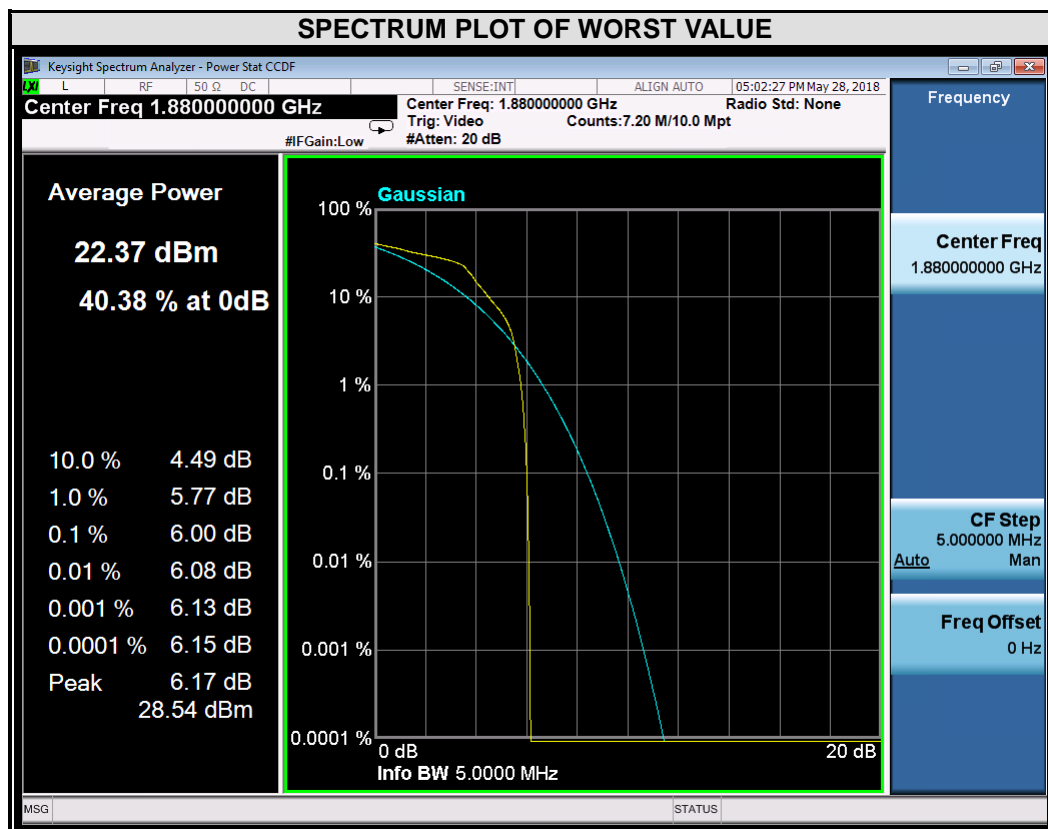 SPECTRUM PLOT OF WORST VALUE
Keysight Spectrum Analyzer - Power Stat CCDF
LXI L RF 50 Ω DC SENSE:INT ALIGN AUTO 05:02:27 PM May 28, 2018
Center Freq 1.880000000 GHz
Center Freq: 1.880000000 GHz Radio Std: None
Trig: Video Counts:7.20 M/10.0 Mpt
#IFGain:Low #Atten: 20 dB
Average Power
22.37 dBm
40.38 % at 0dB
10.0 % 4.49 dB
1.0 % 5.77 dB
0.1 % 6.00 dB
0.01 % 6.08 dB
0.001 % 6.13 dB
0.0001 % 6.15 dB
Peak 6.17 dB
28.54 dBm
Gaussian
100 %
10 %
1 %
0.1 %
0.01 %
0.001 %
0.0001 %
0 dB 20 dB
Info BW 5.0000 MHz
Frequency
Center Freq
1.880000000 GHz
CF Step
5.000000 MHz
Auto Man
Freq Offset
0 Hz
MSG STATUS